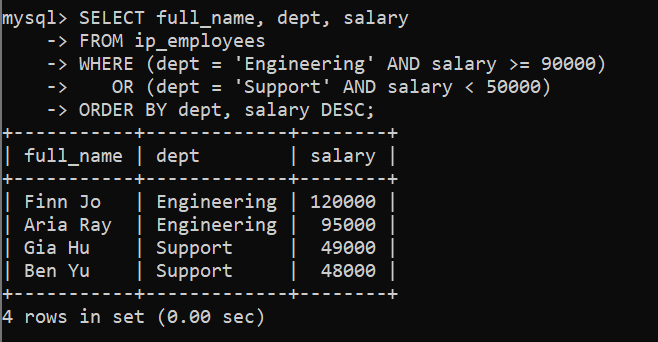 mysql> SELECT full_name, dept, salary
    -> FROM ip_employees
    -> WHERE (dept = 'Engineering' AND salary >= 90000)
    ->    OR (dept = 'Support' AND salary < 50000)
    -> ORDER BY dept, salary DESC;
+-----------+-------------+--------+
| full_name | dept        | salary |
+-----------+-------------+--------+
| Finn Jo   | Engineering | 120000 |
| Aria Ray  | Engineering |  95000 |
| Gia Hu    | Support     |  49000 |
| Ben Yu    | Support     |  48000 |
+-----------+-------------+--------+
4 rows in set (0.00 sec)